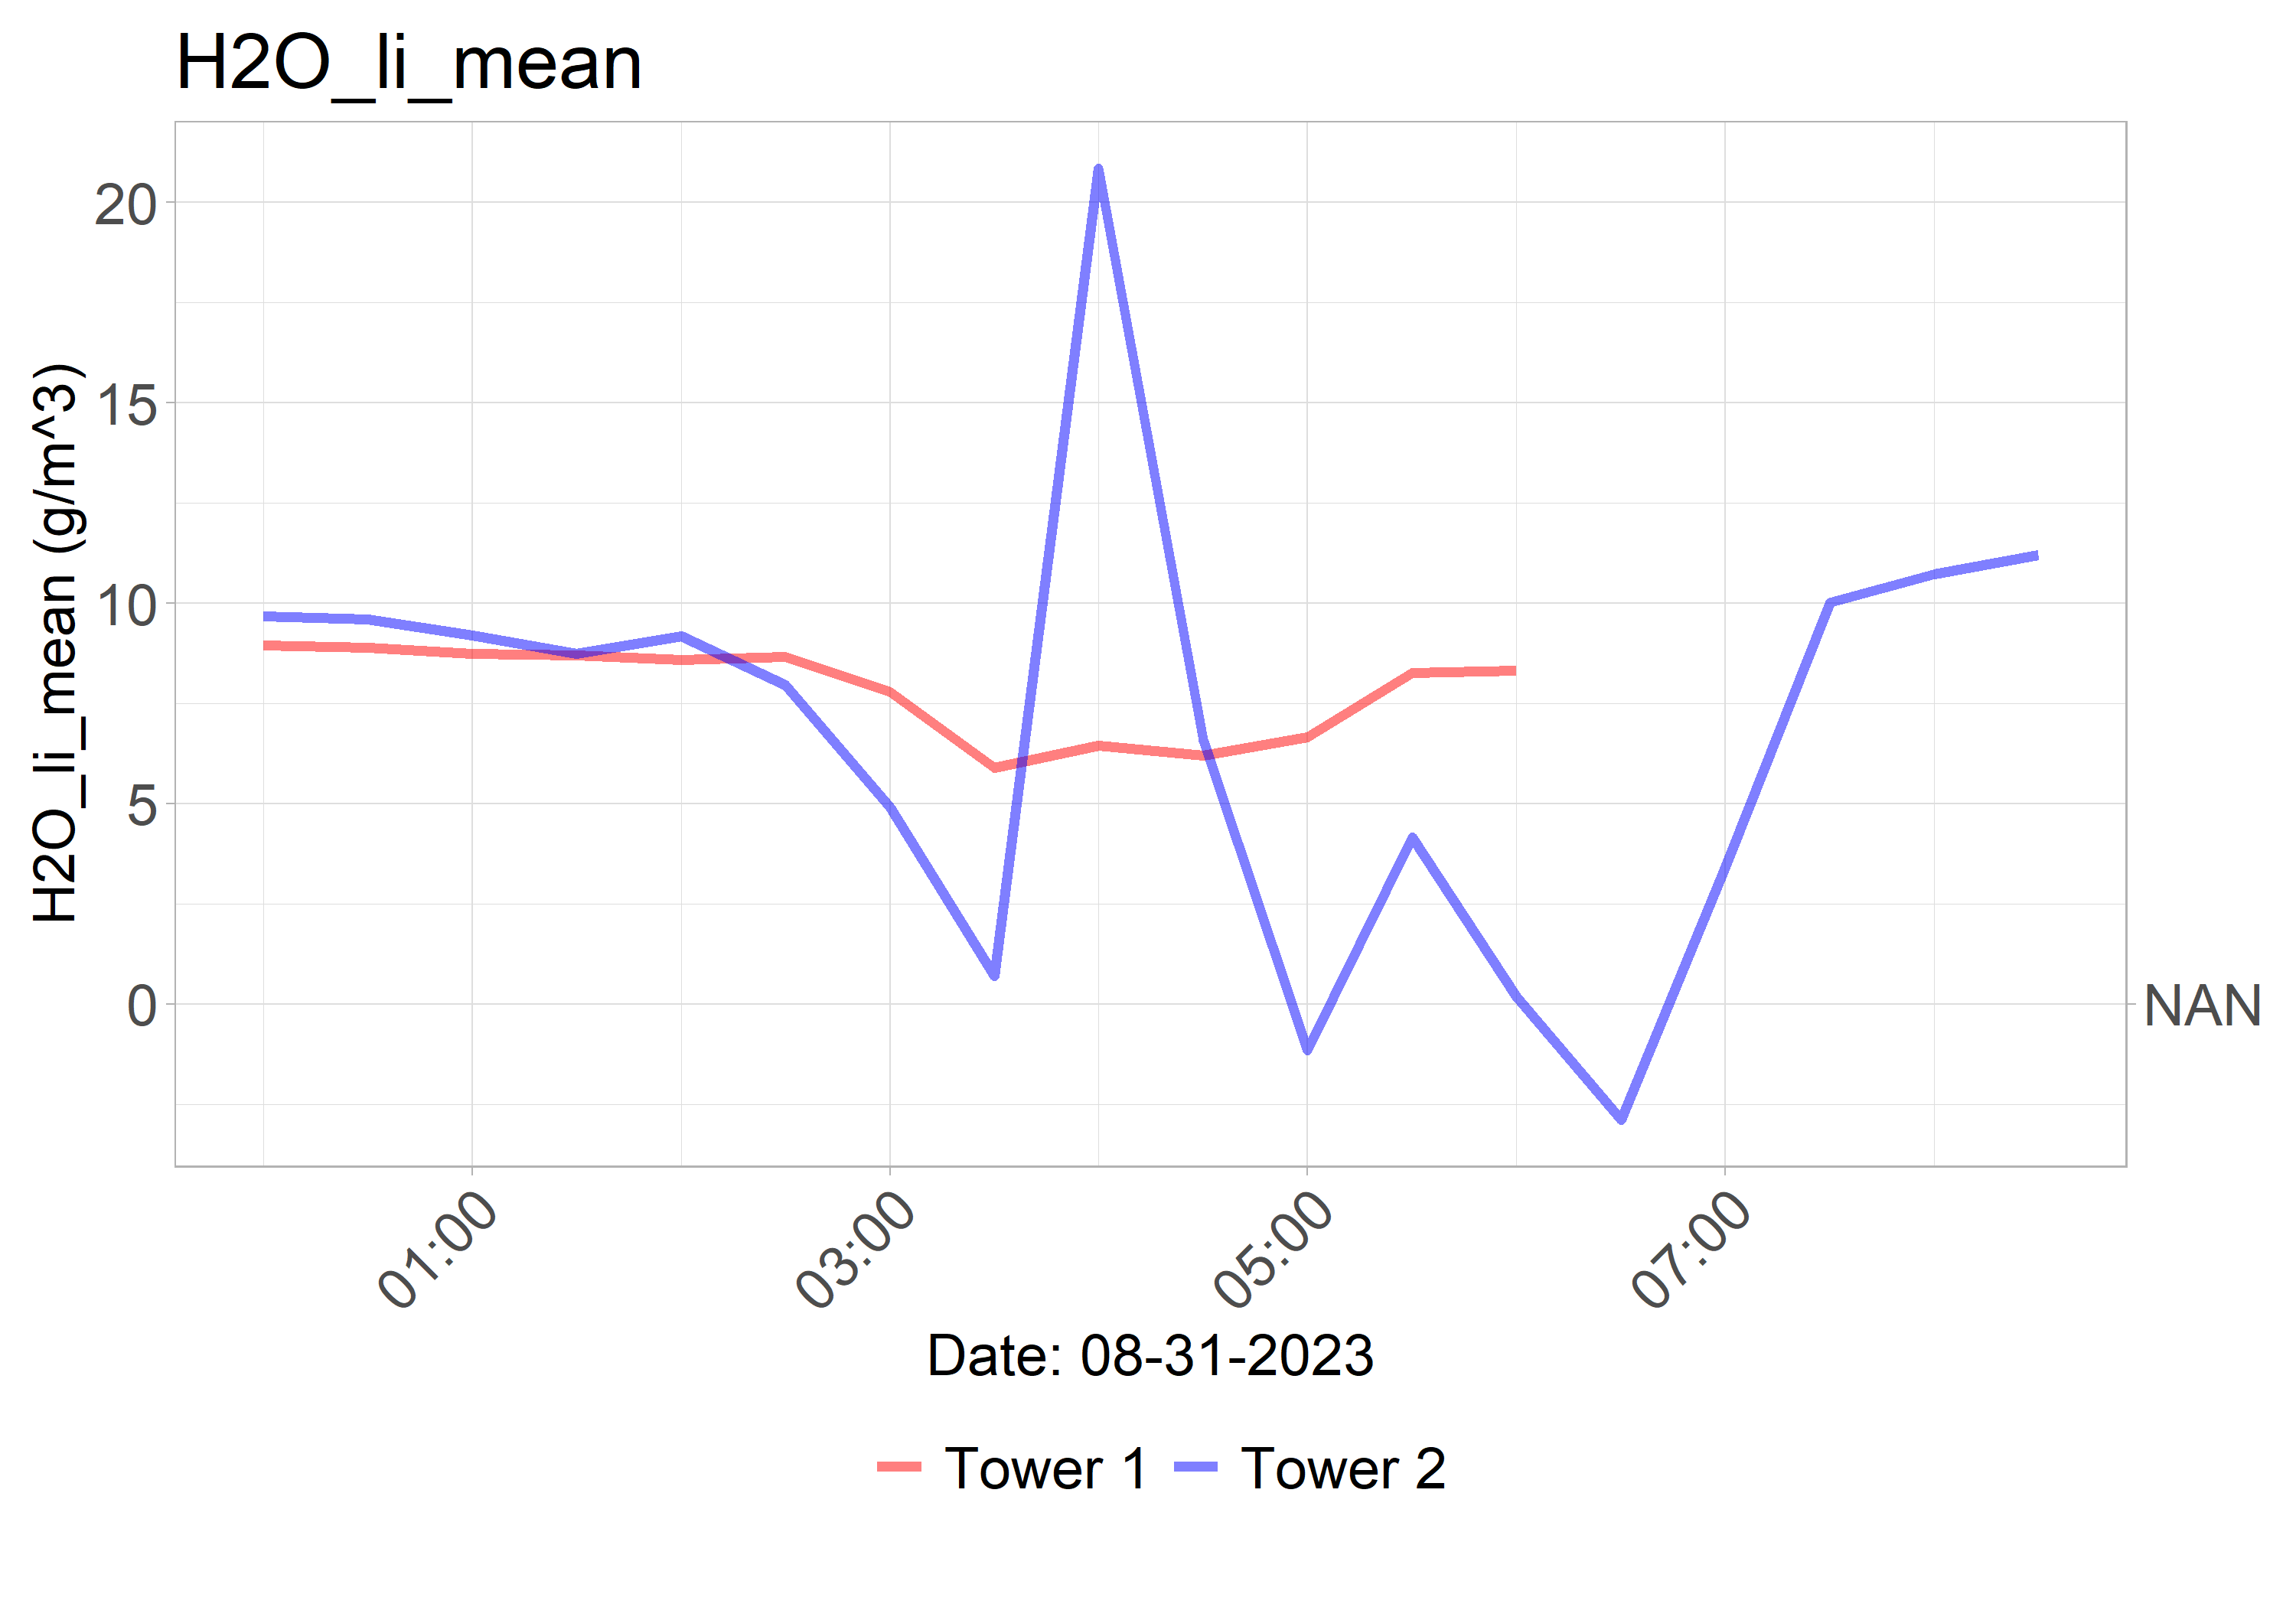 H2O_li_mean
H2O_li_mean (g/m^3)
20
15
10
5
0
NAN
01:00
03:00
05:00
07:00
Date: 08-31-2023
Tower 1
Tower 2